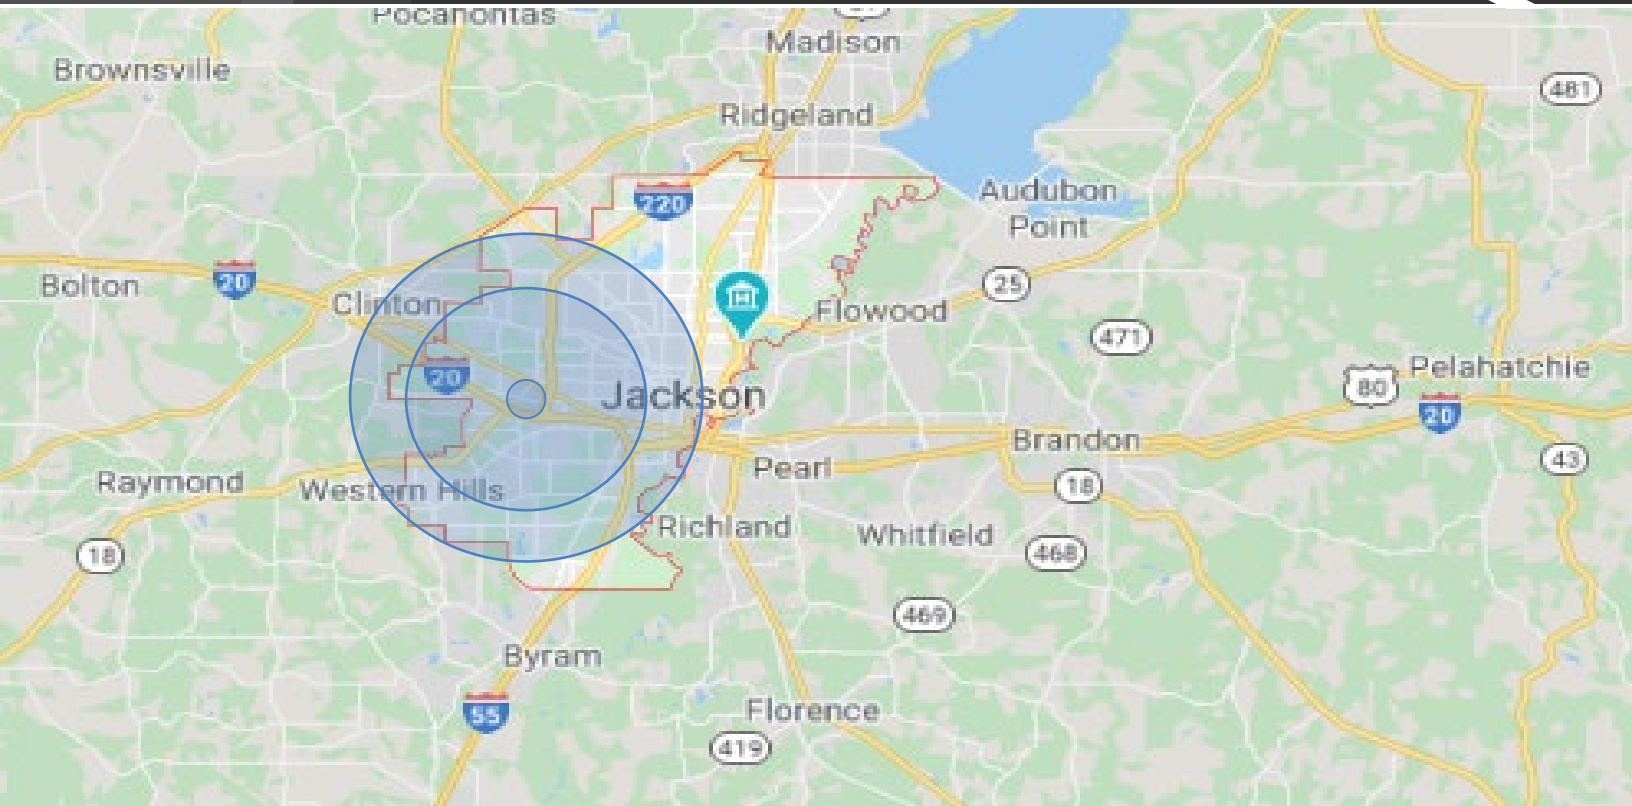 Pocahontas
Madison
Brownsville
481
Ridgeland
Audubon
Point
220
Bolton
20
25
Clinton
Flowood
471
20
80
Pelahatchie
Jackson
20
Brandon
43
Pearl
Raymond
Western Hills
18
Richland
Whitfield
18
468
469
Byram
55
Florence
419